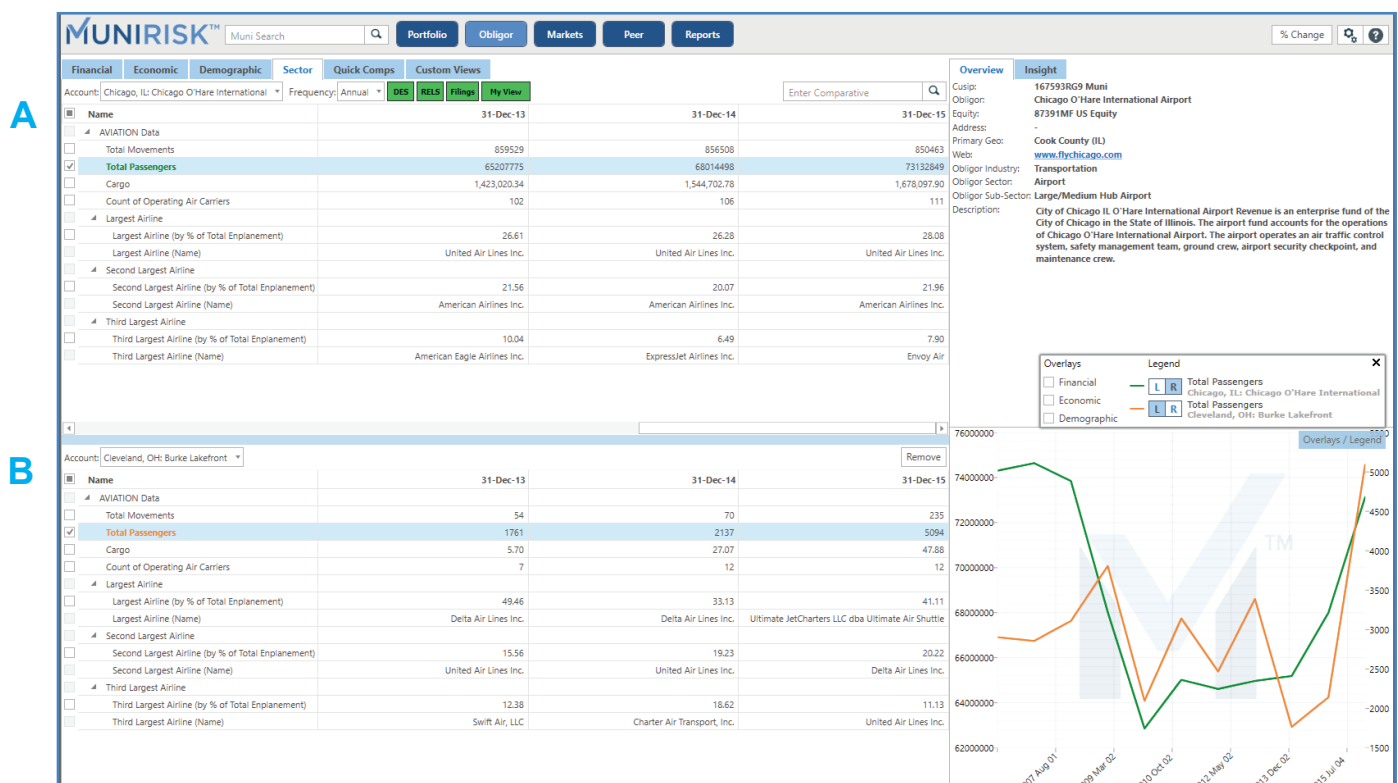 MUNIRISK™ Muni Search Portfolio Obligor Markets Peer Reports % Change ?
Financial Economic Demographic Sector Quick Comps Custom Views Overview Insight
A
Account: Chicago, IL: Chicago O'Hare International Frequency: Annual DES RELS Filings My View Enter Comparative
Name 31-Dec-13 31-Dec-14 31-Dec-15
AVIATION Data
Total Movements 859529 856508 850463
Total Passengers 65207775 68014498 73132849
Cargo 1,423,020.34 1,544,702.78 1,678,097.90
Count of Operating Air Carriers 102 106 111
Largest Airline
Largest Airline (by % of Total Enplanement) 26.61 26.28 28.08
Largest Airline (Name) United Air Lines Inc. United Air Lines Inc. United Air Lines Inc.
Second Largest Airline
Second Largest Airline (by % of Total Enplanement) 21.56 20.07 21.96
Second Largest Airline (Name) American Airlines Inc. American Airlines Inc. American Airlines Inc.
Third Largest Airline
Third Largest Airline (by % of Total Enplanement) 10.04 6.49 7.90
Third Largest Airline (Name) American Eagle Airlines Inc. ExpressJet Airlines Inc. Envoy Air
Cusip: 167593RG9 Muni
Obligor: Chicago O'Hare International Airport
Equity: 87391MF US Equity
Address: -
Primary Geo: Cook County (IL)
Web: www.flychicago.com
Obligor Industry: Transportation
Obligor Sector: Airport
Obligor Sub-Sector: Large/Medium Hub Airport
Description: City of Chicago IL O'Hare International Airport Revenue is an enterprise fund of the
City of Chicago in the State of Illinois. The airport fund accounts for the operations
of Chicago O'Hare International Airport. The airport operates an air traffic control
system, safety management team, ground crew, airport security checkpoint, and
maintenance crew.
Overlays Legend
Financial L R Total Passengers
Chicago, IL: Chicago O'Hare International
Economic L R Total Passengers
Demographic Cleveland, OH: Burke Lakefront
B
Account: Cleveland, OH: Burke Lakefront Remove
Name 31-Dec-13 31-Dec-14 31-Dec-15
AVIATION Data
Total Movements 54 70 235
Total Passengers 1761 2137 5094
Cargo 5.70 27.07 47.88
Count of Operating Air Carriers 7 12 12
Largest Airline
Largest Airline (by % of Total Enplanement) 49.46 33.13 41.11
Largest Airline (Name) Delta Air Lines Inc. Delta Air Lines Inc. Ultimate JetCharters LLC dba Ultimate Air Shuttle
Second Largest Airline
Second Largest Airline (by % of Total Enplanement) 15.56 19.23 20.22
Second Largest Airline (Name) United Air Lines Inc. United Air Lines Inc. Delta Air Lines Inc.
Third Largest Airline
Third Largest Airline (by % of Total Enplanement) 12.38 18.62 11.13
Third Largest Airline (Name) Swift Air, LLC Charter Air Transport, Inc. United Air Lines Inc.
Overlays / Legend
76000000
74000000 5000
72000000 4500
70000000 TM 4000
68000000 3500
66000000 3000
64000000 2500
62000000 2000
1500
2007 Aug 01 2009 Mar 02 2010 Oct 02 2012 May 02 2013 Dec 02 2015 Jul 04